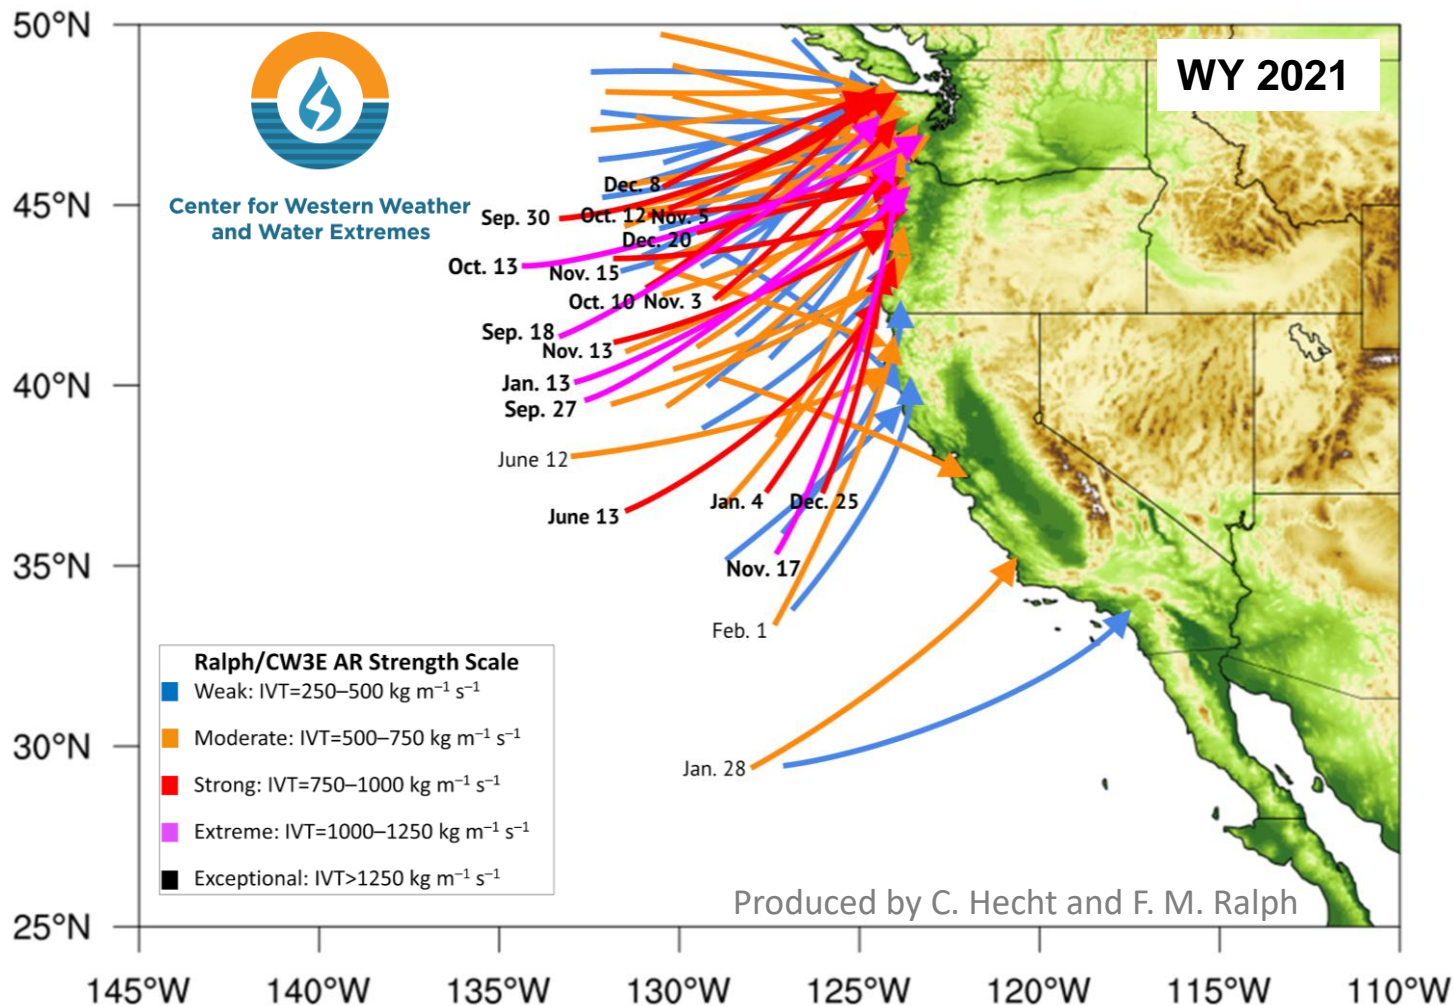 50°N
WY 2021
Center for Western Weather
and Water Extremes
45°N
Dec. 8
Sep. 30
Oct. 12
Nov. 5
Dec. 20
Oct. 13
Nov. 15
Oct. 10
Nov. 3
Sep. 18
Nov. 13
40°N
Jan. 13
Sep. 27
June 12
Jan. 4
Dec. 25
June 13
35°N
Nov. 17
Feb. 1
Ralph/CW3E AR Strength Scale
Weak: IVT=250–500 kg m⁻¹ s⁻¹
Moderate: IVT=500–750 kg m⁻¹ s⁻¹
Strong: IVT=750–1000 kg m⁻¹ s⁻¹
Extreme: IVT=1000–1250 kg m⁻¹ s⁻¹
Exceptional: IVT>1250 kg m⁻¹ s⁻¹
30°N
Jan. 28
Produced by C. Hecht and F. M. Ralph
25°N
145°W 140°W 135°W 130°W 125°W 120°W 115°W 110°W